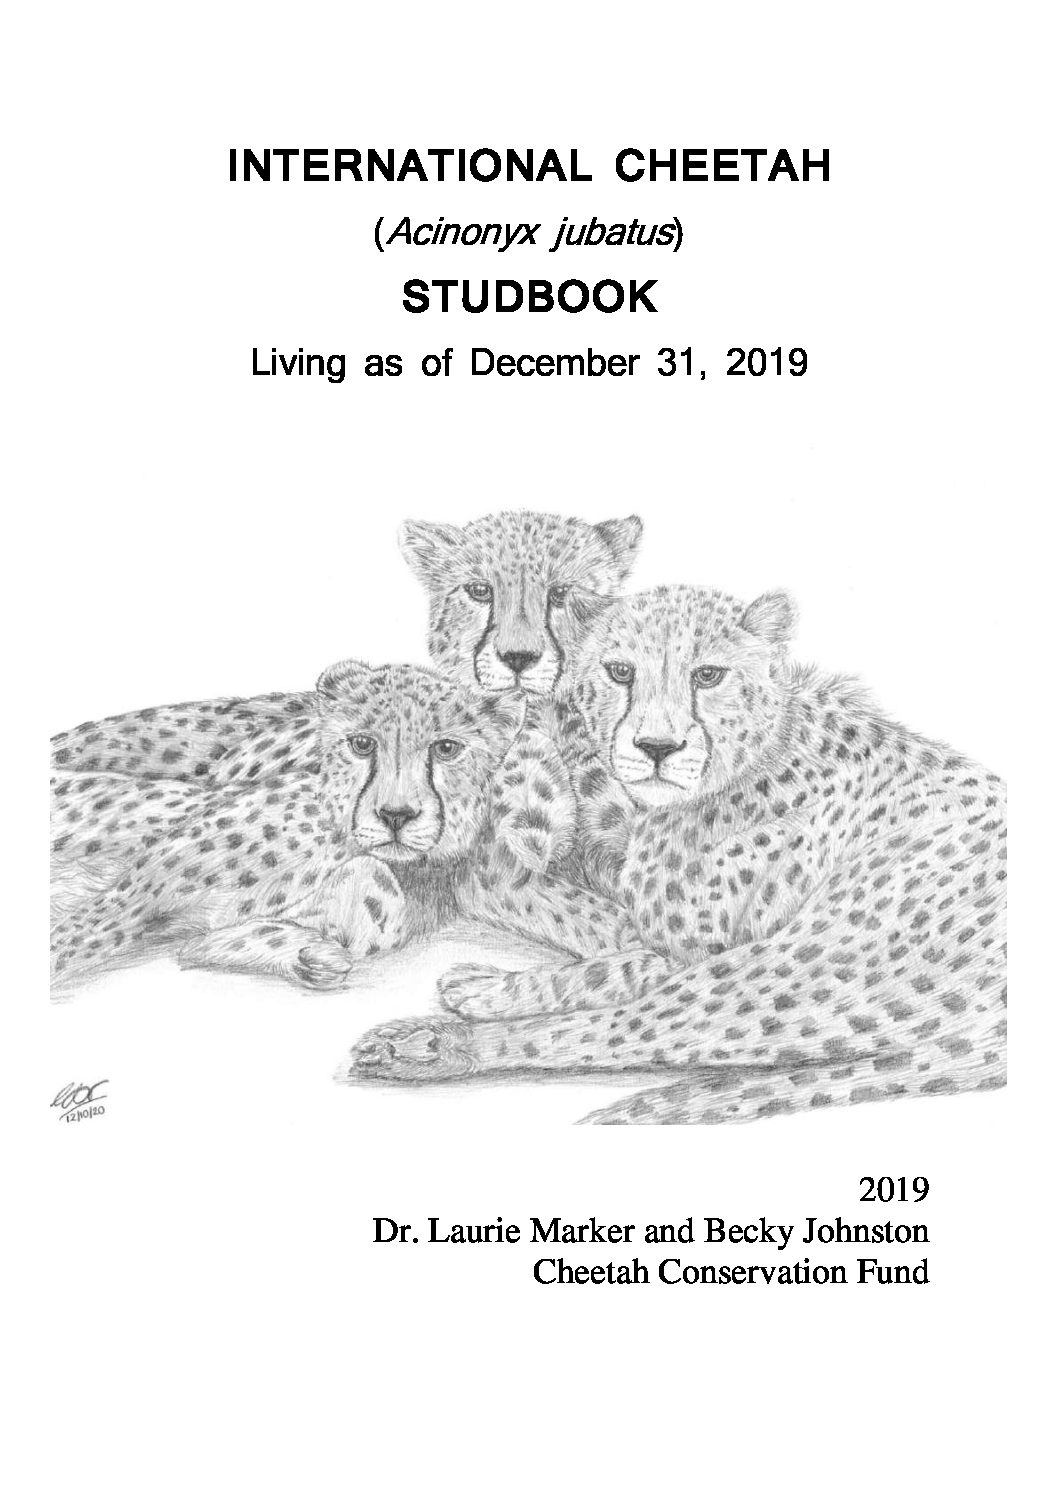 INTERNATIONAL CHEETAH
(Acinonyx jubatus)
STUDBOOK
Living as of December 31, 2019
12/10/20
2019
Dr. Laurie Marker and Becky Johnston
Cheetah Conservation Fund